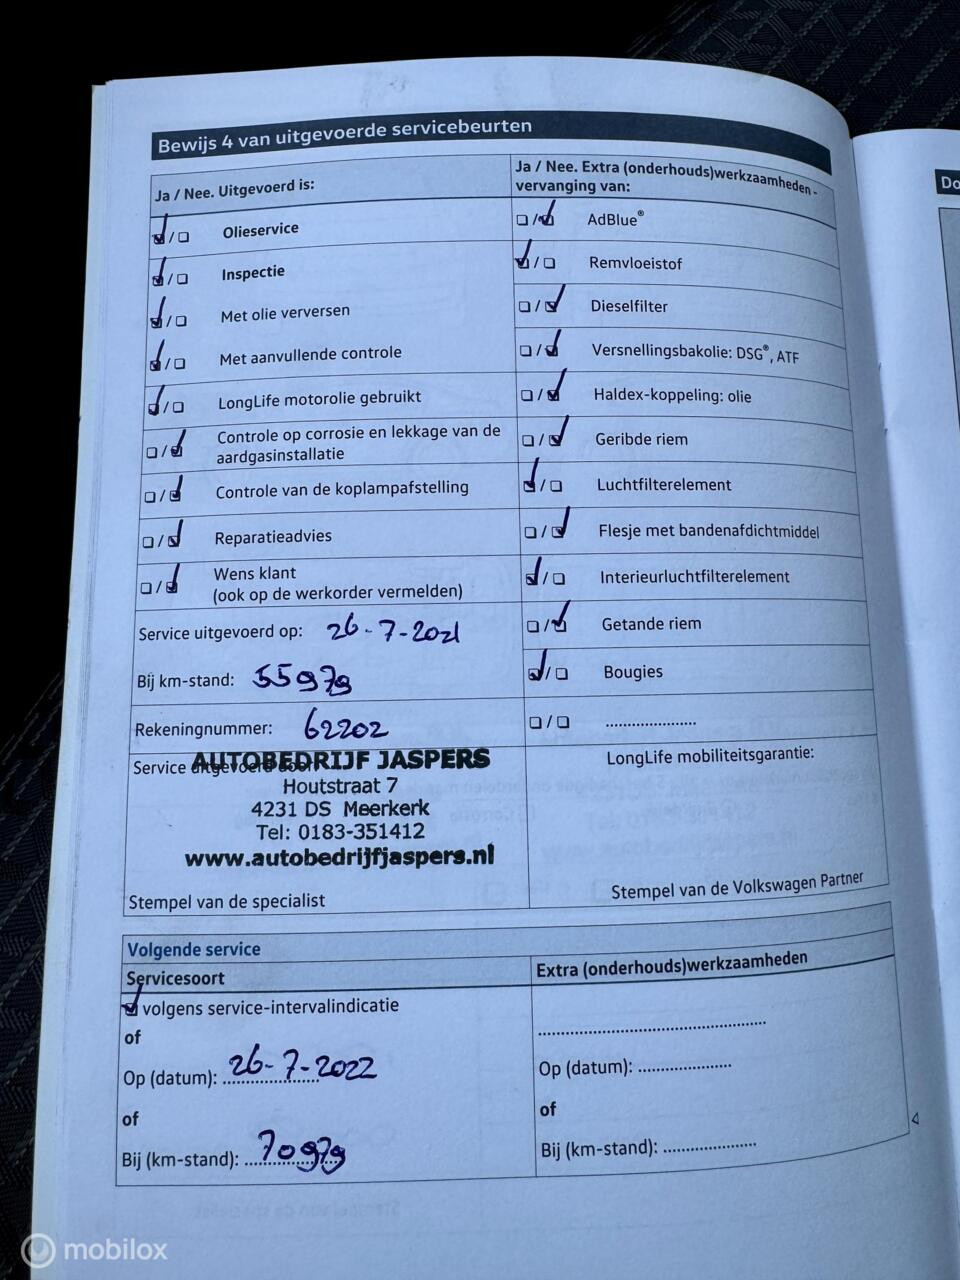 Bewijs 4 van uitgevoerde servicebeurten
Do
Ja / Nee. Uitgevoerd is:
Olieservice
Inspectie
Met olie verversen
Met aanvullende controle
LongLife motorolie gebruikt
Controle op corrosie en lekkage van de
aardgasinstallatie
Controle van de koplampafstelling
Reparatieadvies
Wens klant
(ook op de werkorder vermelden)
Service uitgevoerd op: 26-7-2021
Bij km-stand: 55979
Rekeningnummer: 62202
Service uitgevoerd door:
AUTOBEDRIJF JASPERS
Houtstraat 7
4231 DS Meerkerk
Tel: 0183-351412
www.autobedrijfjaspers.nl
Stempel van de specialist
Ja / Nee. Extra (onderhouds)werkzaamheden -
vervanging van:
AdBlue®
Remvloeistof
Dieselfilter
Versnellingsbakolie: DSG®, ATF
Haldex-koppeling: olie
Geribde riem
Luchtfilterelement
Flesje met bandenafdichtmiddel
Interieurluchtfilterelement
Getande riem
Bougies
....................
LongLife mobiliteitsgarantie:
Stempel van de Volkswagen Partner
Volgende service
Servicesoort
volgens service-intervalindicatie
of
Op (datum): 26-7-2022
of
Bij (km-stand): 70979
Extra (onderhouds)werkzaamheden
..................................................
Op (datum): ....................
of
Bij (km-stand): ....................
mobilox